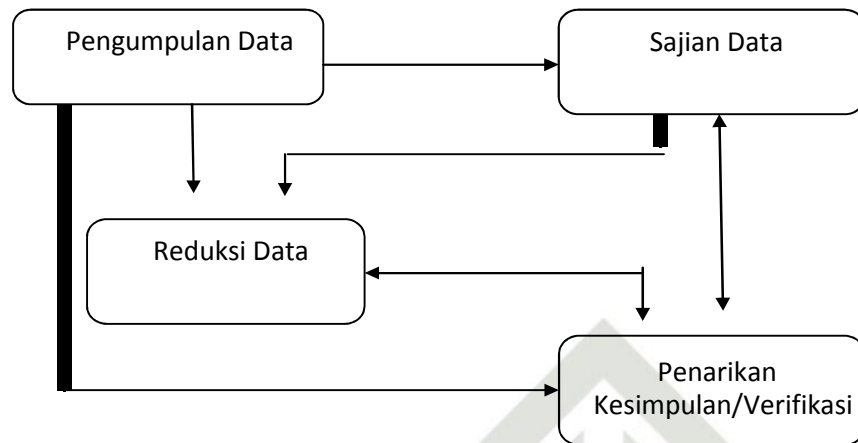 Pengumpulan Data
Sajian Data
Reduksi Data
Penarikan
Kesimpulan/Verifikasi